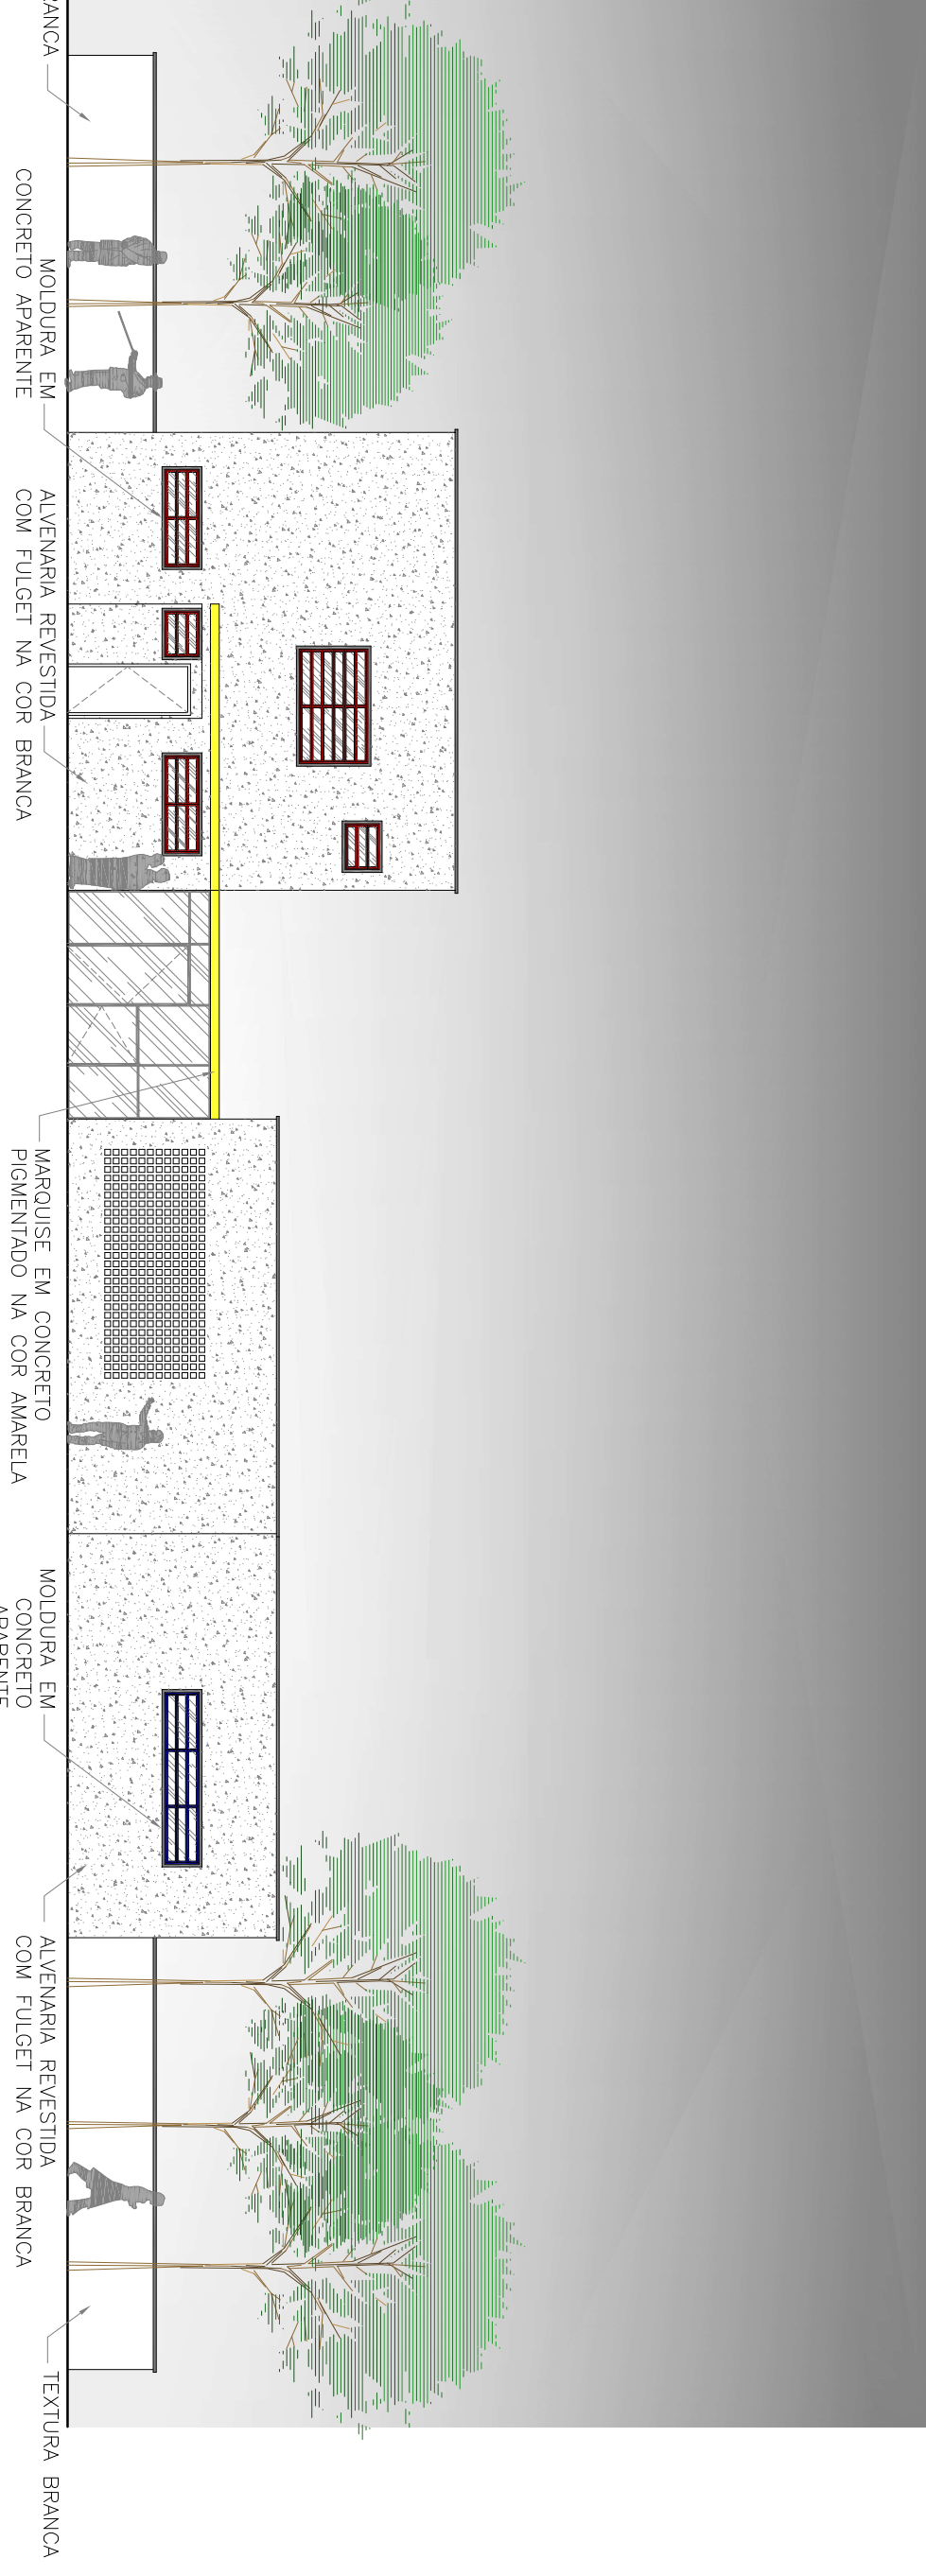 MOLDURA EM
CONCRETO APARENTE
ALVENARIA REVESTIDA
COM FULGET NA COR BRANCA
MARQUISE EM CONCRETO
PIGMENTADO NA COR AMARELA
MOLDURA EM
CONCRETO
APARENTE
ALVENARIA REVESTIDA
COM FULGET NA COR BRANCA
TEXTURA BRANCA